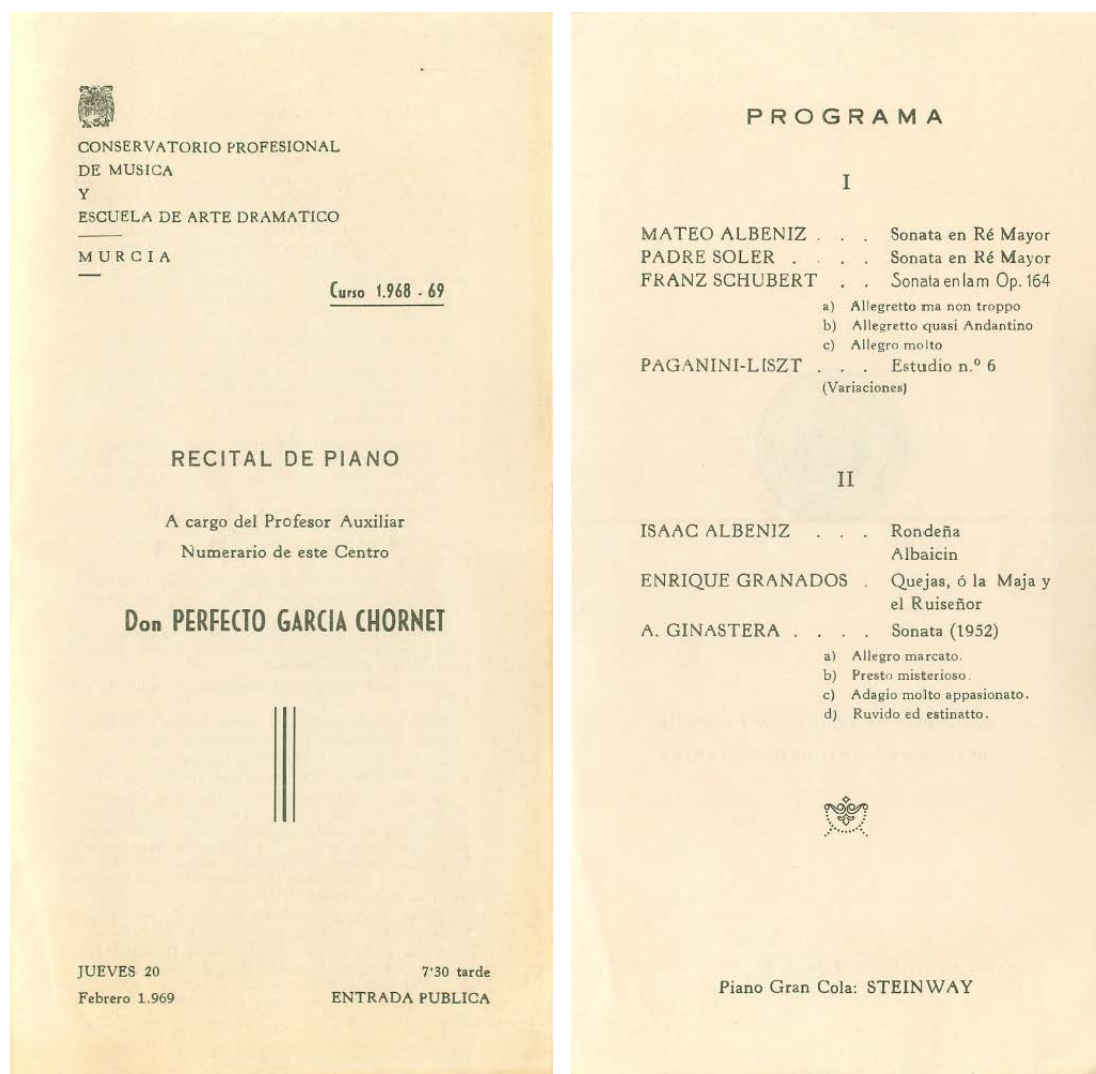 CONSERVATORIO PROFESIONAL
DE MUSICA
Y
ESCUELA DE ARTE DRAMATICO
MURCIA
Curso 1.968 - 69
RECITAL DE PIANO
A cargo del Profesor Auxiliar
Numerario de este Centro
Don PERFECTO GARCIA CHORNET
JUEVES 20 7'30 tarde
Febrero 1.969 ENTRADA PUBLICA
PROGRAMA
I
MATEO ALBENIZ . . . Sonata en Ré Mayor
PADRE SOLER . . . . Sonata en Ré Mayor
FRANZ SCHUBERT . . Sonata en la m Op. 164
a) Allegretto ma non troppo
b) Allegretto quasi Andantino
c) Allegro molto
PAGANINI-LISZT . . . Estudio n.º 6
(Variaciones)
II
ISAAC ALBENIZ . . . Rondeña
Albaicin
ENRIQUE GRANADOS . Quejas, ó la Maja y
el Ruiseñor
A. GINASTERA . . . . Sonata (1952)
a) Allegro marcato.
b) Presto misterioso.
c) Adagio molto appasionato.
d) Ruvido ed estinatto.
Piano Gran Cola: STEINWAY